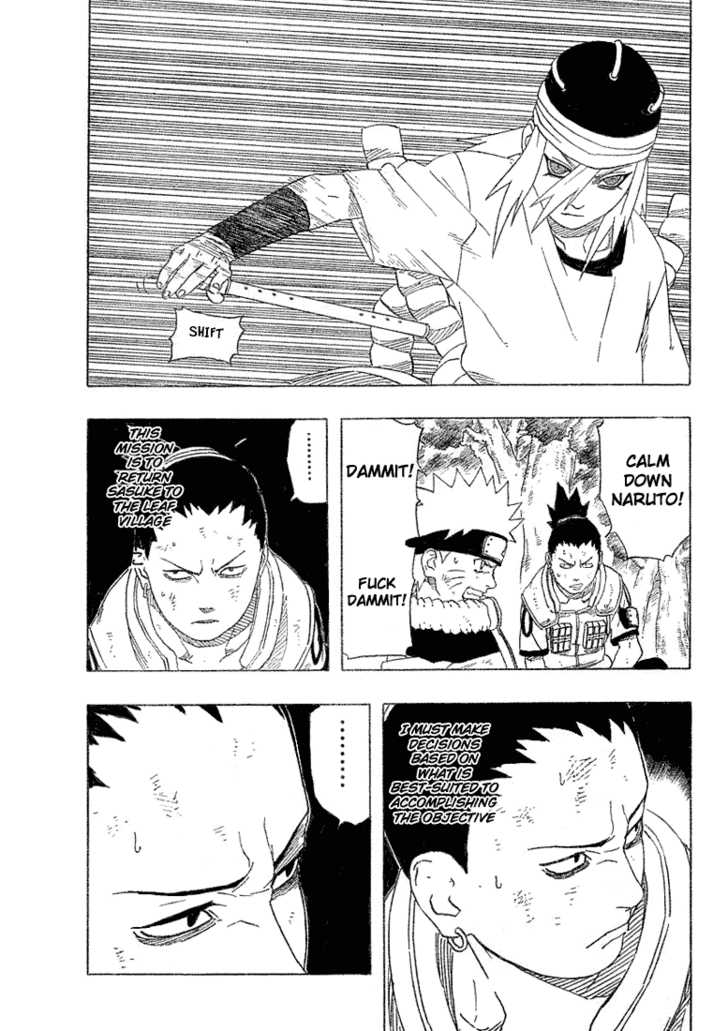 SHIFT
CALM
DOWN
NARUTO!
DAMMIT!
FUCK
DAMMIT!
........
THIS
MISSION
IS TO
RETURN
SASUKE TO
THE LEAF
VILLAGE
I MUST MAKE
DECISIONS
BASED ON
WHAT IS
BEST-SUITED TO
ACCOMPLISHING
THE OBJECTIVE
.........